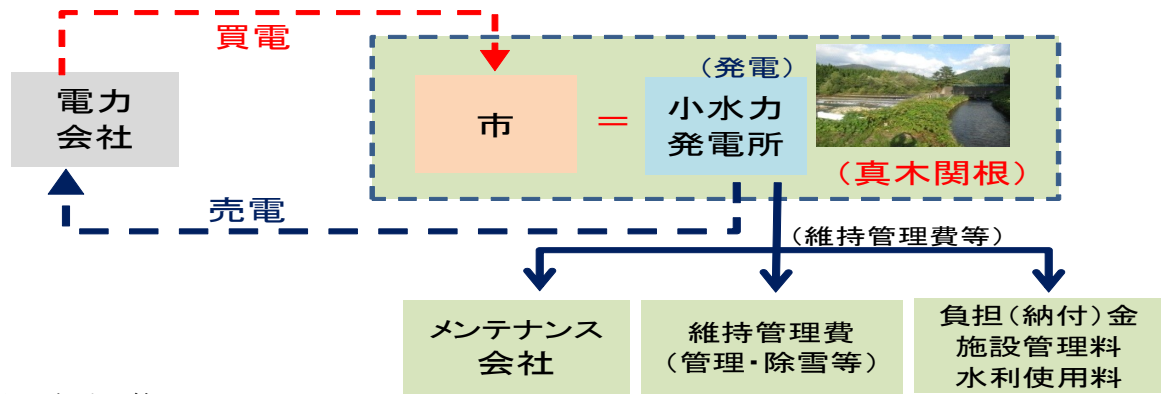 買電
電力
会社
市
＝
（発電）
小水力
発電所
（真木関根）
売電
（維持管理費等）
メンテナンス
会社
維持管理費
（管理・除雪等）
負担（納付）金
施設管理料
水利使用料